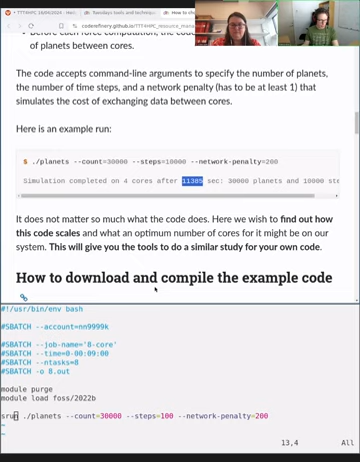 Before each force computation, the code
of planets between cores.
The code accepts command-line arguments to specify the number of planets,
the number of time steps, and a network penalty (has to be at least 1) that
simulates the cost of exchanging data between cores.
Here is an example run:
$ ./planets --count=30000 --steps=10000 --network-penalty=200
Simulation completed on 4 cores after 11385 sec: 30000 planets and 10000 ste
It does not matter so much what the code does. Here we wish to find out how
this code scales and what an optimum number of cores for it might be on our
system. This will give you the tools to do a similar study for your own code.
How to download and compile the example code
#!/usr/bin/env bash
#SBATCH --account=nn9999k
#SBATCH --job-name='8-core'
#SBATCH --time=0-00:09:00
#SBATCH --ntasks=8
#SBATCH -o 8.out
module purge
module load foss/2022b
srun ./planets --count=30000 --steps=100 --network-penalty=200
~
~
13,4 All